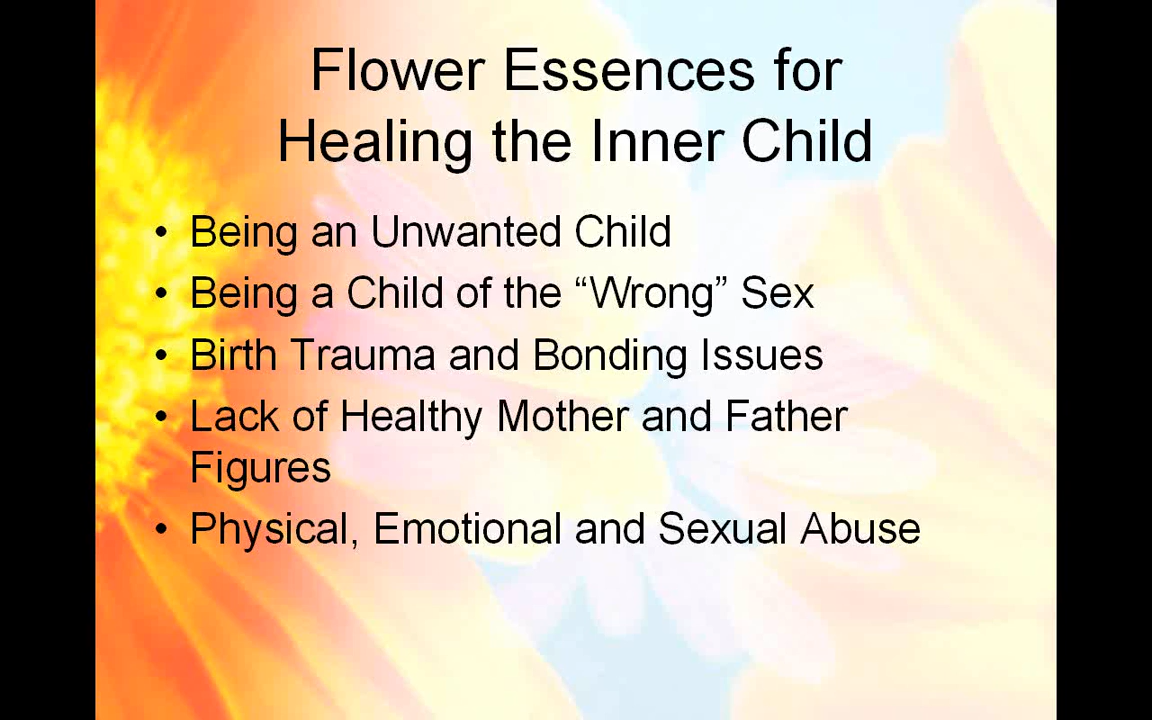 Flower Essences for
Healing the Inner Child
• Being an Unwanted Child
• Being a Child of the “Wrong” Sex
• Birth Trauma and Bonding Issues
• Lack of Healthy Mother and Father
Figures
• Physical, Emotional and Sexual Abuse